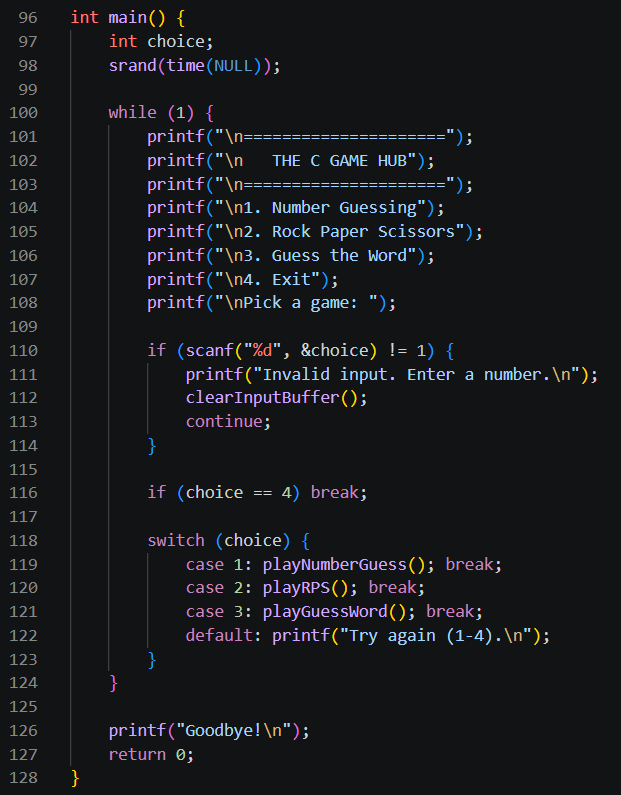 96 int main() {
97     int choice;
98     srand(time(NULL));
99
100     while (1) {
101         printf("\n=====================");
102         printf("\n   THE C GAME HUB");
103         printf("\n=====================");
104         printf("\n1. Number Guessing");
105         printf("\n2. Rock Paper Scissors");
106         printf("\n3. Guess the Word");
107         printf("\n4. Exit");
108         printf("\nPick a game: ");
109
110         if (scanf("%d", &choice) != 1) {
111             printf("Invalid input. Enter a number.\n");
112             clearInputBuffer();
113             continue;
114         }
115
116         if (choice == 4) break;
117
118         switch (choice) {
119             case 1: playNumberGuess(); break;
120             case 2: playRPS(); break;
121             case 3: playGuessWord(); break;
122             default: printf("Try again (1-4).\n");
123         }
124     }
125
126     printf("Goodbye!\n");
127     return 0;
128 }